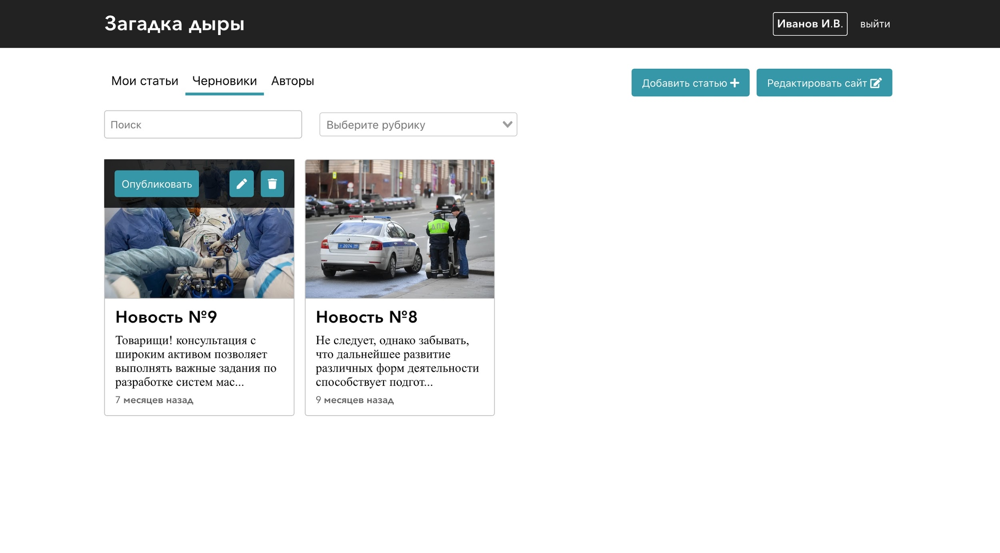 Загадка дыры
Иванов И.В. выйти
Мои статьи Черновики Авторы
Добавить статью Редактировать сайт
Поиск
Выберите рубрику
Опубликовать
ДПС
т 2074 99
Новость №9
Товарищи! консультация с
широким активом позволяет
выполнять важные задания по
разработке систем мас...
7 месяцев назад
Новость №8
Не следует, однако забывать,
что дальнейшее развитие
различных форм деятельности
способствует подгот...
9 месяцев назад